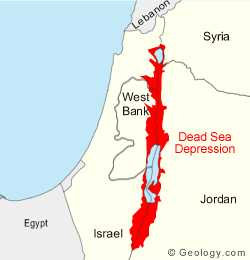 Lebanon
Syria
West
Bank
Dead Sea
Depression
Jordan
Egypt
Israel
© Geology.com